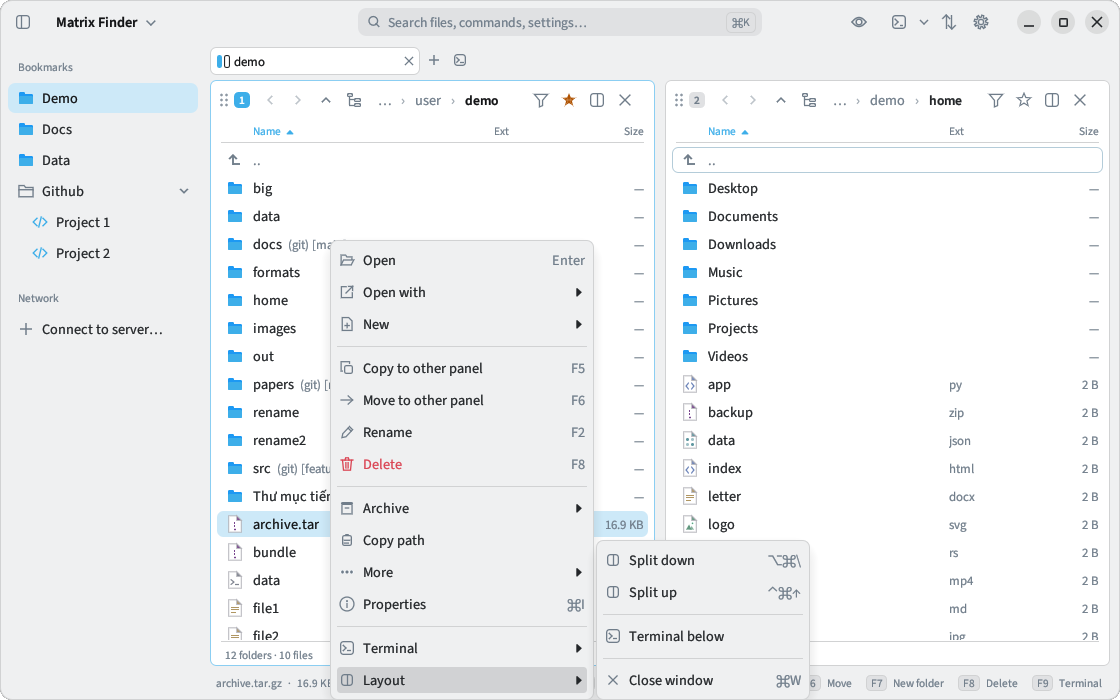 Matrix Finder
Search files, commands, settings…
⌘K
Bookmarks
Demo
Docs
Data
Github
Project 1
Project 2
Network
Connect to server…
demo
1
… › user › demo
Name
Ext
Size
..
big —
data —
docs (git) —
formats —
home —
images —
out —
papers (git) —
rename —
rename2 —
src (git) —
Thư mục —
archive.tar 16.9 KB
bundle
data
file1
file2
12 folders · 10 files
2
… › demo › home
Name
Ext
Size
..
Desktop —
Documents —
Downloads —
Music —
Pictures —
Projects —
Videos —
app py 2 B
backup zip 2 B
data json 2 B
index html 2 B
letter docx 2 B
logo svg 2 B
rs 2 B
mp4 2 B
md 2 B
jpg 2 B
Open Enter
Open with
New
Copy to other panel F5
Move to other panel F6
Rename F2
Delete F8
Archive
Copy path
More
Properties ⌘I
Terminal
Layout
Split down ⌥⌘\
Split up ^⌘↑
Terminal below
Close window ⌘W
archive.tar.gz · 16.9
Move F7 New folder F8 Delete F9 Terminal